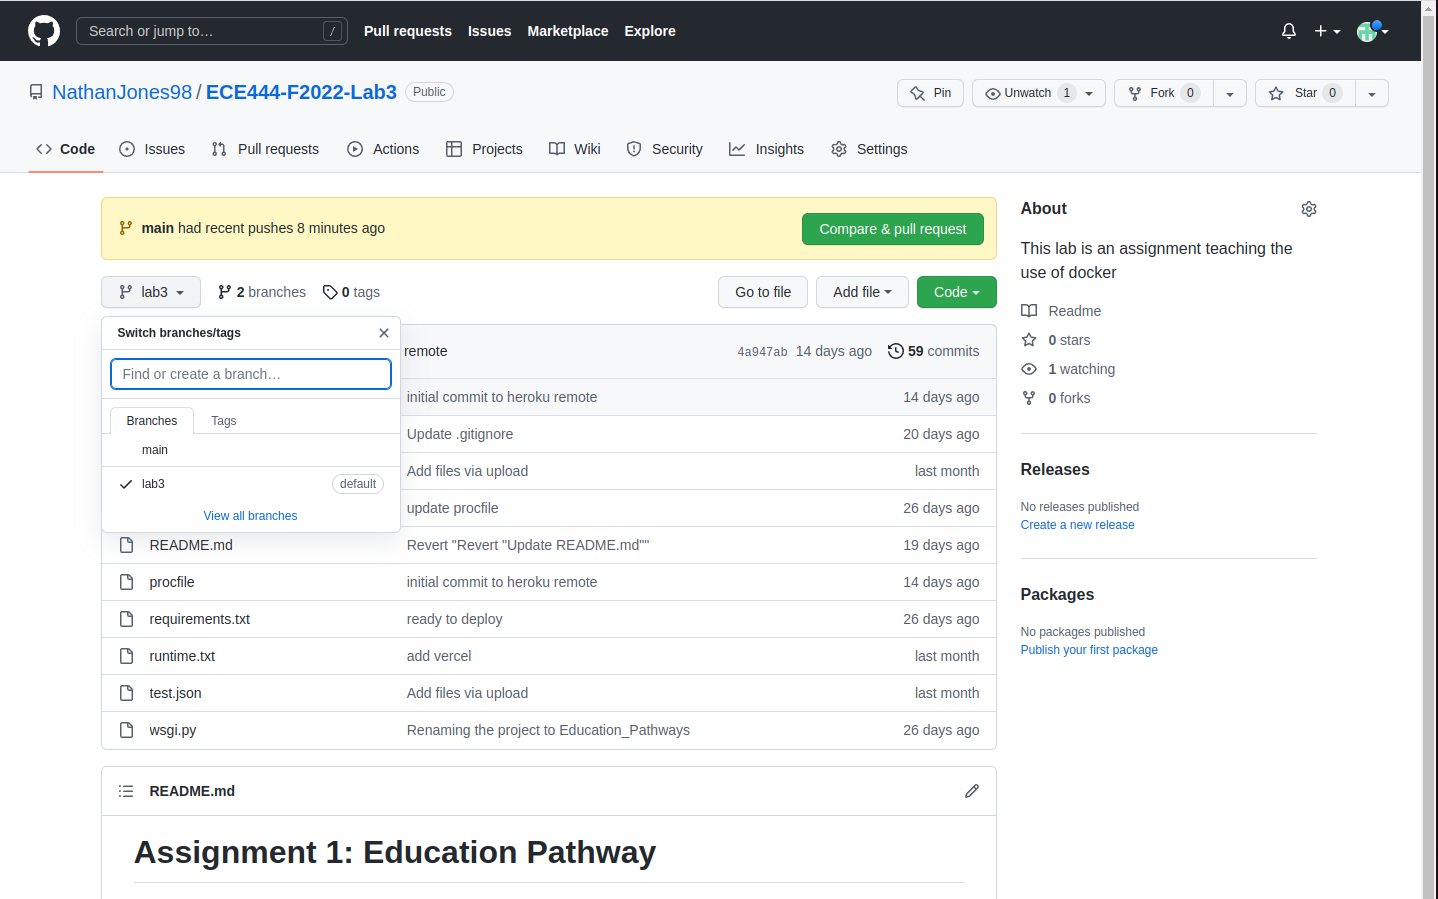 Search or jump to… /
Pull requests Issues Marketplace Explore
NathanJones98 / ECE444-F2022-Lab3 Public
Pin Unwatch 1 Fork 0 Star 0
Code Issues Pull requests Actions Projects Wiki Security Insights Settings
main had recent pushes 8 minutes ago Compare & pull request
lab3 2 branches 0 tags Go to file Add file Code
Switch branches/tags
Find or create a branch…
Branches Tags
main
lab3 default
View all branches
remote 4a947ab 14 days ago 59 commits
initial commit to heroku remote 14 days ago
Update .gitignore 20 days ago
Add files via upload last month
update procfile 26 days ago
README.md Revert "Revert "Update README.md"" 19 days ago
procfile initial commit to heroku remote 14 days ago
requirements.txt ready to deploy 26 days ago
runtime.txt add vercel last month
test.json Add files via upload last month
wsgi.py Renaming the project to Education_Pathways 26 days ago
README.md
Assignment 1: Education Pathway
About
This lab is an assignment teaching the
use of docker
Readme
0 stars
1 watching
0 forks
Releases
No releases published
Create a new release
Packages
No packages published
Publish your first package